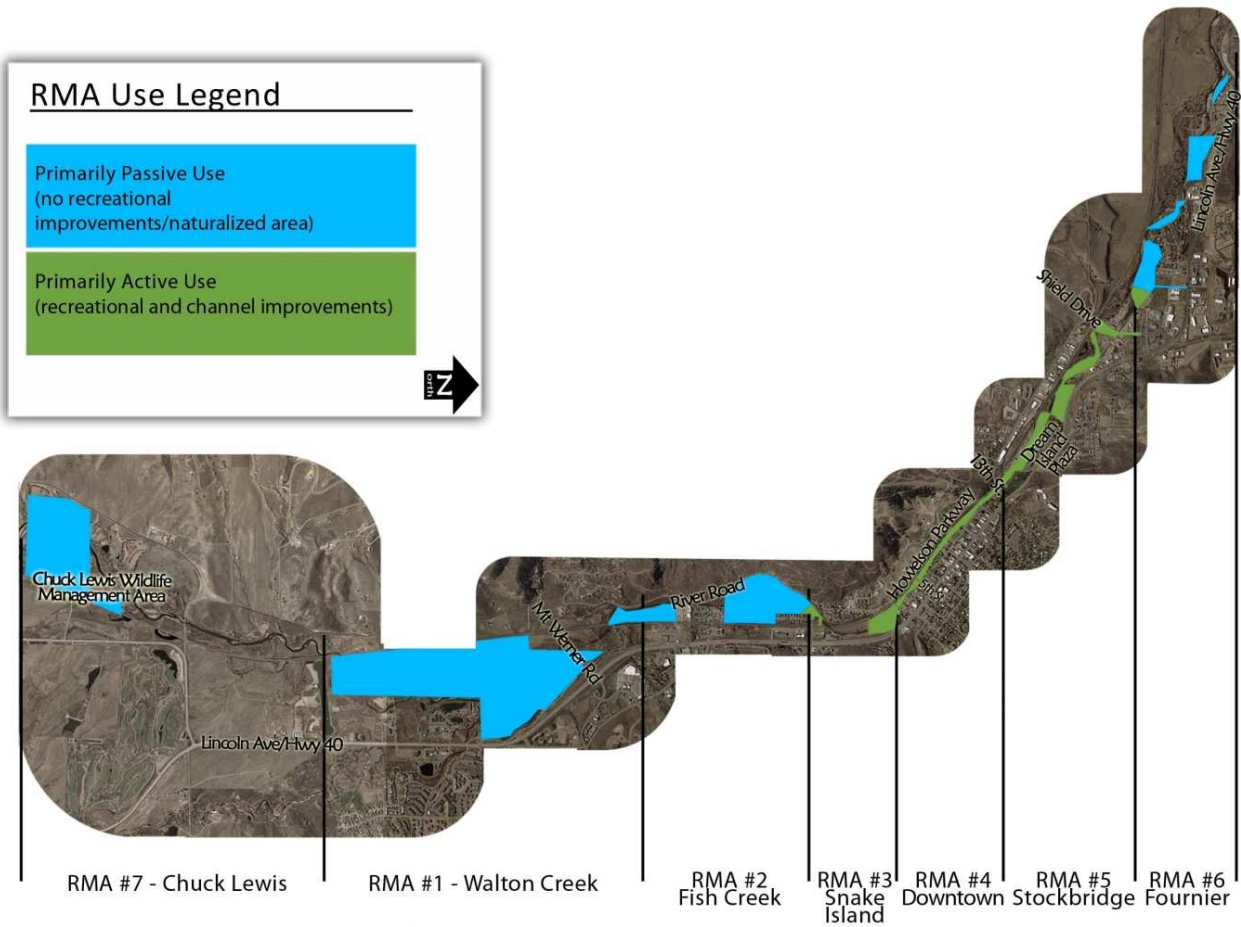 RMA Use Legend
Primarily Passive Use
(no recreational
improvements/naturalized area)
Primarily Active Use
(recreational and channel improvements)
North
Lincoln Ave/Hwy 40
Shield Drive
Dream
Island
Plaza
13th St.
Howelson Parkway
5th St.
River Road
Mt Werner Rd
Chuck Lewis Wildlife
Management Area
Lincoln Ave/Hwy 40
RMA #7 - Chuck Lewis
RMA #1 - Walton Creek
RMA #2
Fish Creek
RMA #3
Snake
Island
RMA #4
Downtown
RMA #5
Stockbridge
RMA #6
Fournier